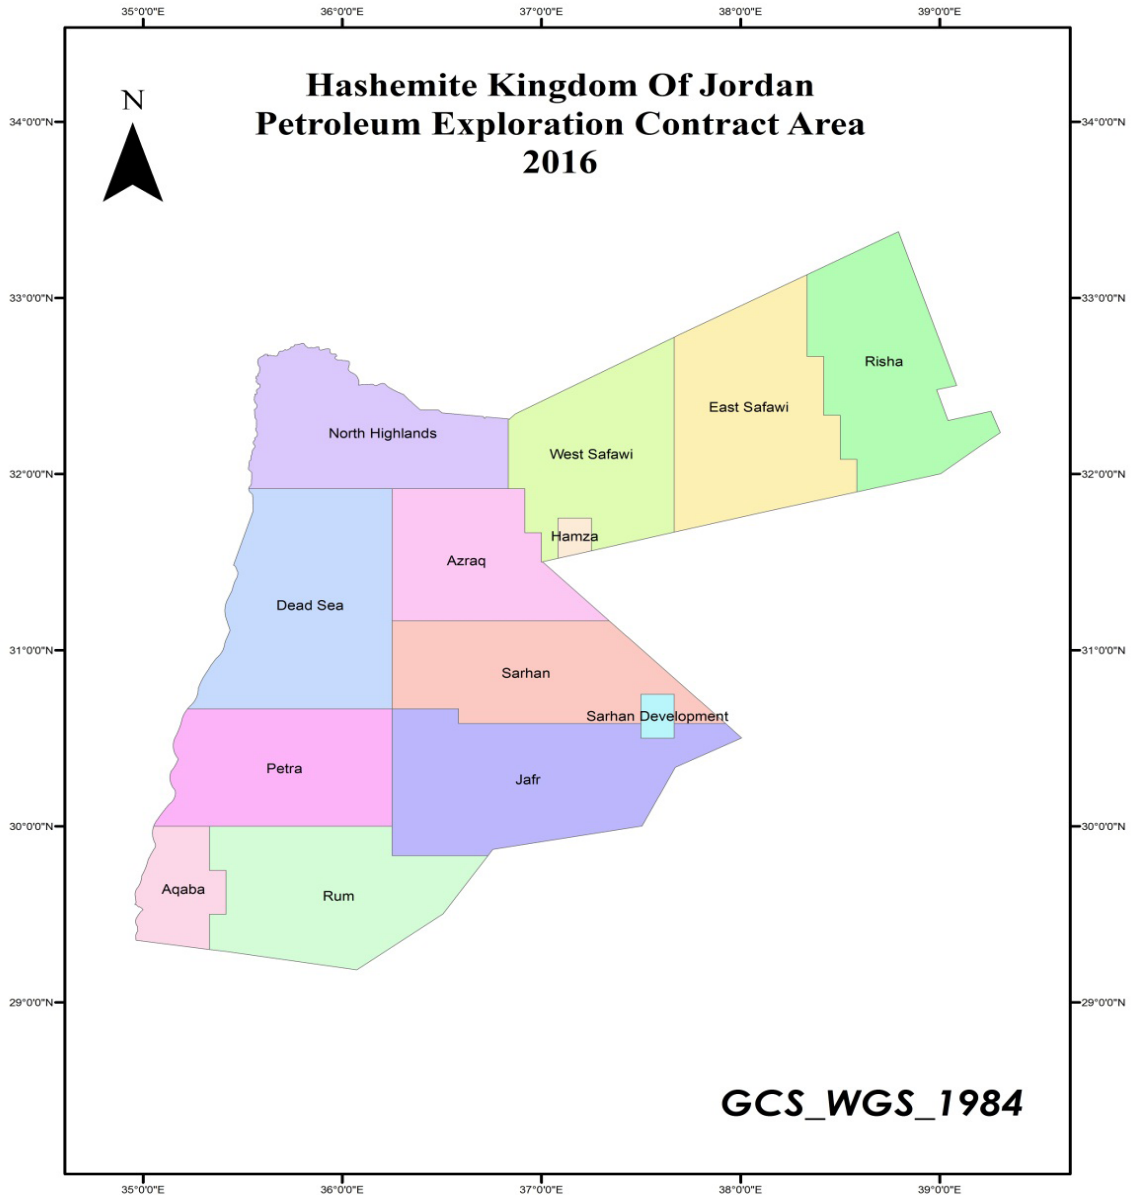 35°0'0"E 36°0'0"E 37°0'0"E 38°0'0"E 39°0'0"E
Hashemite Kingdom Of Jordan
Petroleum Exploration Contract Area
2016
N
34°0'0"N 34°0'0"N
33°0'0"N 33°0'0"N
Risha
East Safawi
North Highlands
West Safawi
32°0'0"N 32°0'0"N
Hamza
Azraq
Dead Sea
31°0'0"N 31°0'0"N
Sarhan
Sarhan Development
Petra
Jafr
30°0'0"N 30°0'0"N
Aqaba
Rum
29°0'0"N 29°0'0"N
GCS_WGS_1984
35°0'0"E 36°0'0"E 37°0'0"E 38°0'0"E 39°0'0"E